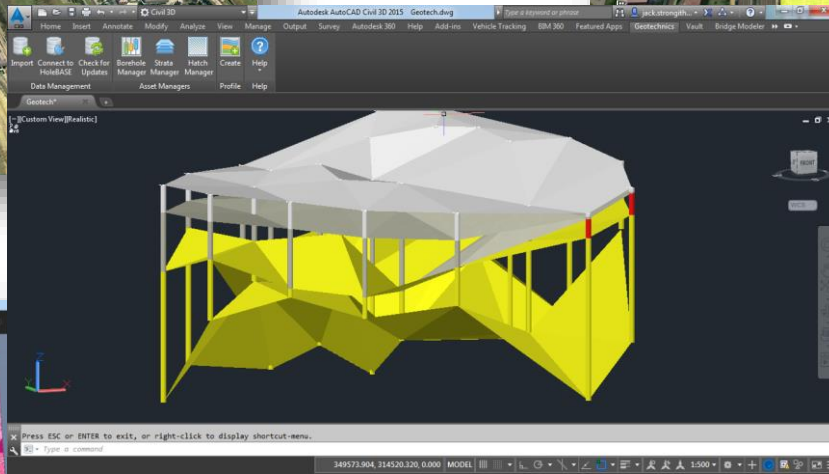 Civil 3D
Autodesk AutoCAD Civil 3D 2015 Geotech.dwg
Type a keyword or phrase
jack.strongith...
Home Insert Annotate Modify Analyze View Manage Output Survey Autodesk 360 Help Add-ins Vehicle Tracking BIM 360 Featured Apps Geotechnics Vault Bridge Modeler
Import Connect to HoleBASE Check for Updates Borehole Manager Strata Manager Hatch Manager Create Help
Data Management Asset Managers Profile Help
Geotech*
[-][Custom View][Realistic]
FRONT
WCS
Z
Y X
Press ESC or ENTER to exit, or right-click to display shortcut-menu.
Type a command
349573.904, 314520.320, 0.000 MODEL 1:500